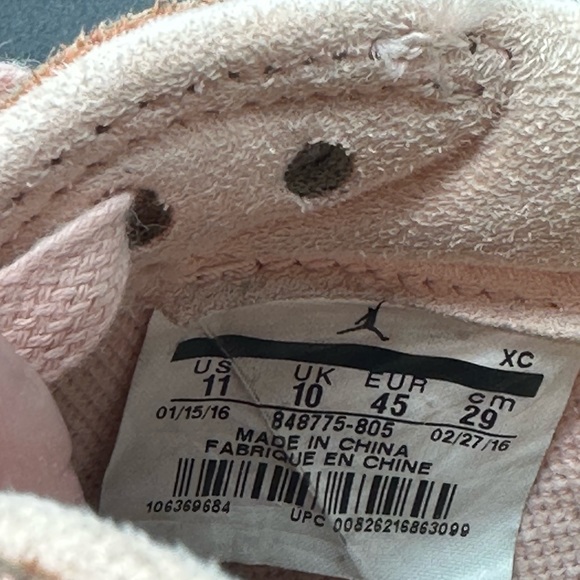 XC
US UK EUR cm
11 10 45 29
01/15/16 848775-805 02/27/16
MADE IN CHINA
FABRIQUE EN CHINE
106369684 UPC 00826216863099